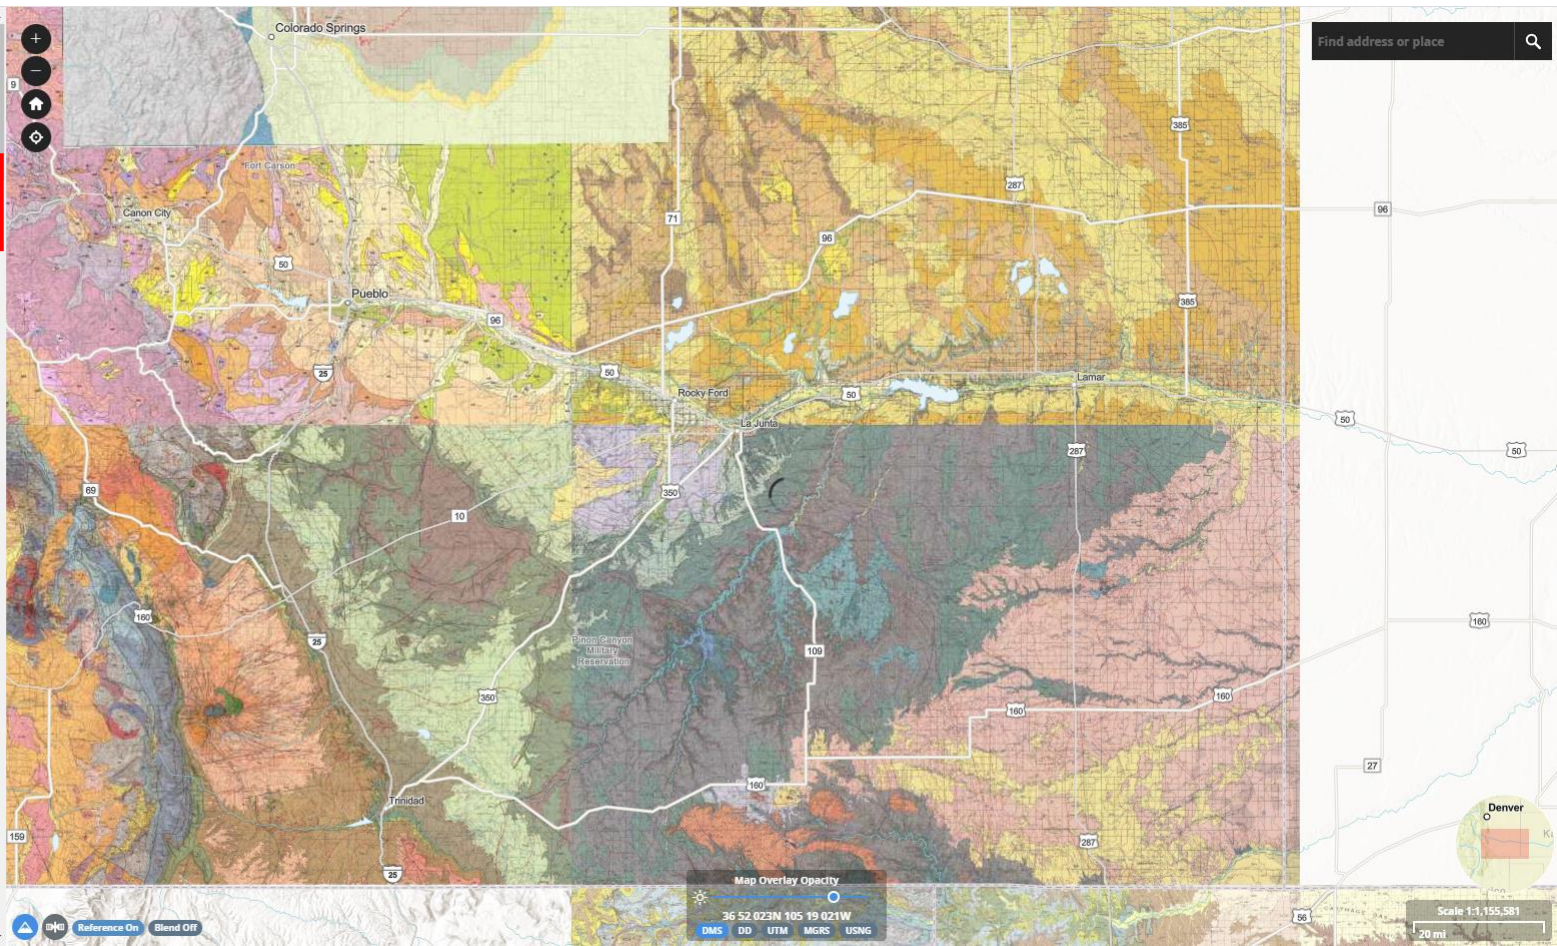 Colorado Springs
Find address or place
9
385
Fort Carson
287
96
Canon City
71
96
50
Pueblo
385
96
25
50
Rocky Ford
50
Lamar
50
La Junta
287
50
69
350
10
160
160
25
Pinon Canyon
Military
Reservation
109
350
160
160
27
160
Trinidad
Denver
159
287
25
Map Overlay Opacity
36 52 023N 105 19 021W
DMS DD UTM MGRS USNG
Reference On Blend Off
56
Scale 1:1,155,581
20 mi